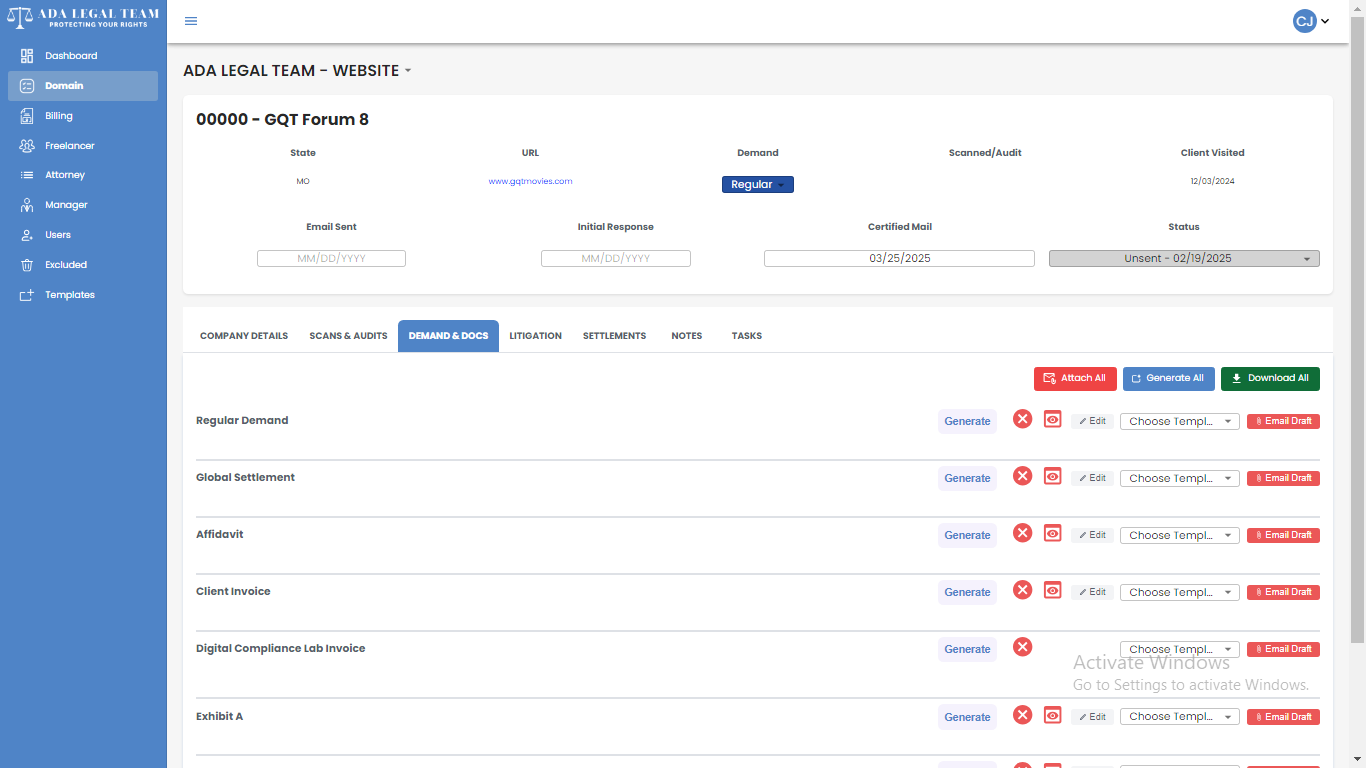 ADA LEGAL TEAM
PROTECTING YOUR RIGHTS
CJ
Dashboard
Domain
Billing
Freelancer
Attorney
Manager
Users
Excluded
Templates
ADA LEGAL TEAM - WEBSITE
00000 - GQT Forum 8
State URL Demand Scanned/Audit Client Visited
MO www.gqtmovies.com Regular 12/03/2024
Email Sent Initial Response Certified Mail Status
MM/DD/YYYY MM/DD/YYYY 03/25/2025 Unsent - 02/19/2025
COMPANY DETAILS SCANS & AUDITS DEMAND & DOCS LITIGATION SETTLEMENTS NOTES TASKS
Attach All Generate All Download All
Regular Demand Generate Edit Choose Templ... Email Draft
Global Settlement Generate Edit Choose Templ... Email Draft
Affidavit Generate Edit Choose Templ... Email Draft
Client Invoice Generate Edit Choose Templ... Email Draft
Digital Compliance Lab Invoice Generate Choose Templ... Email Draft
Activate Windows
Go to Settings to activate Windows.
Exhibit A Generate Edit Choose Templ... Email Draft